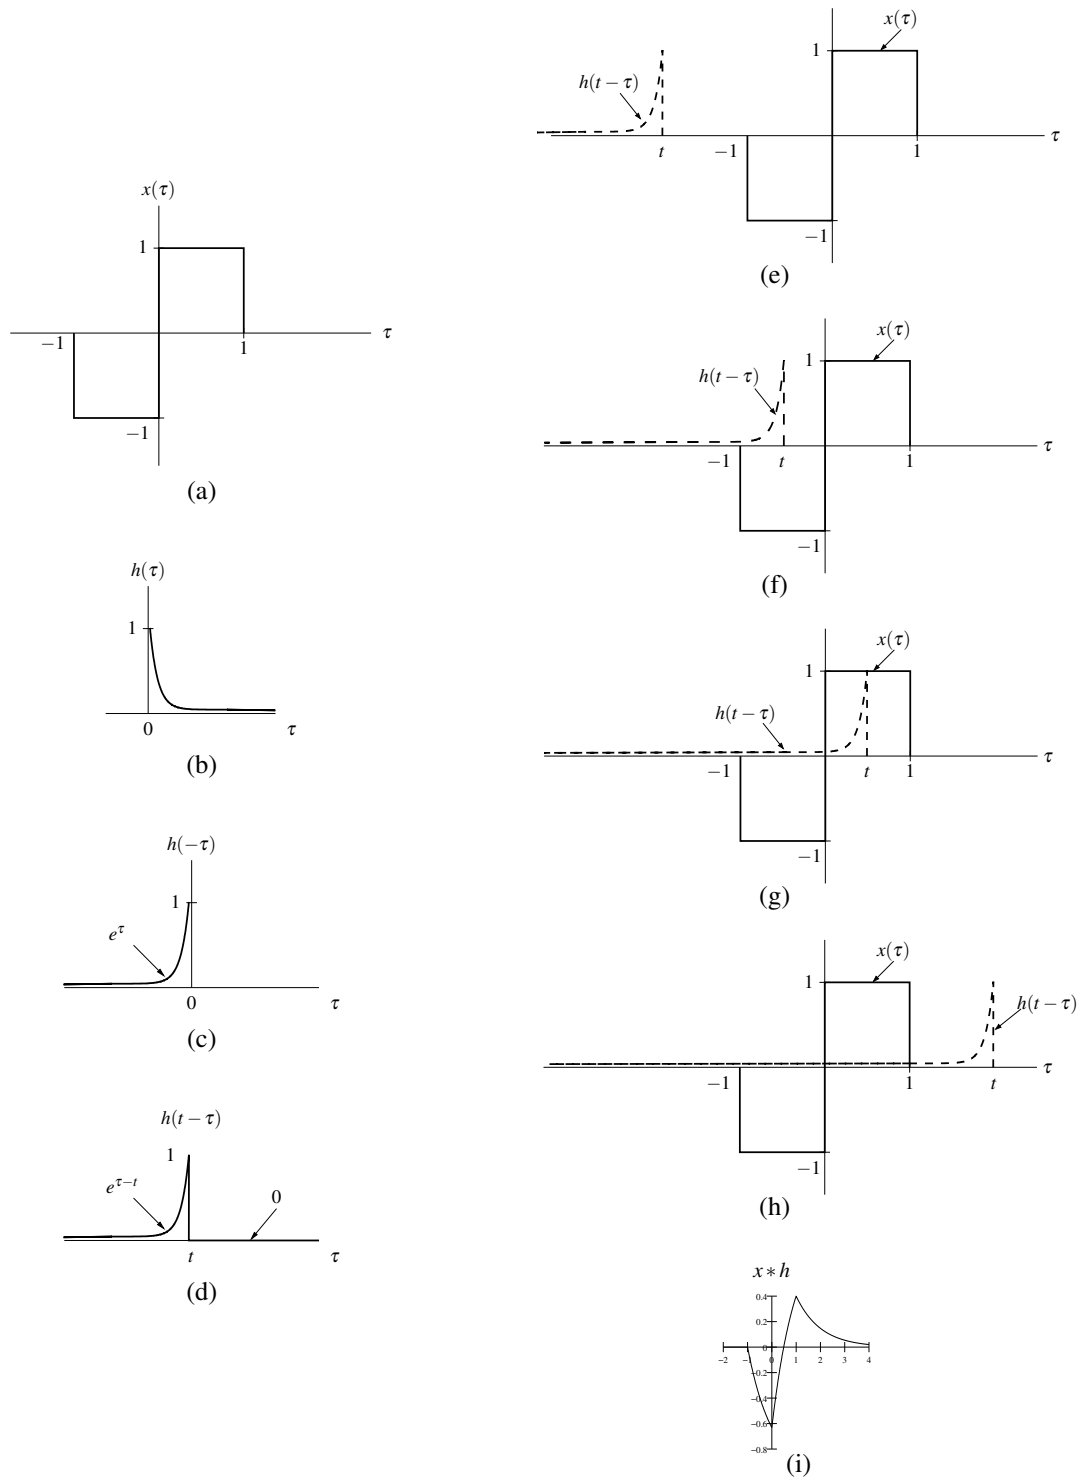 x(τ)
1
−1
1
τ
−1
(a)
h(τ)
1
0
τ
(b)
h(−τ)
1
e^τ
0
τ
(c)
h(t−τ)
1
e^{τ−t}
0
t
τ
(d)
x(τ)
1
h(t−τ)
t
−1
1
τ
−1
(e)
x(τ)
1
h(t−τ)
−1
t
1
τ
−1
(f)
x(τ)
1
h(t−τ)
−1
t
1
τ
−1
(g)
x(τ)
1
h(t−τ)
−1
1
t
τ
−1
(h)
x∗h
0.4
0.2
0
−2 −1 0 1 2 3 4
−0.2
−0.4
−0.6
−0.8
(i)